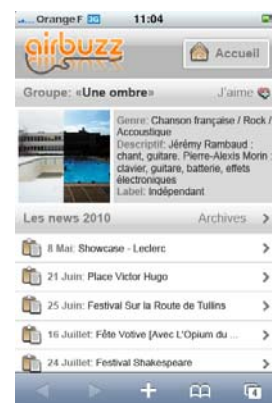 Orange F 3G 11:04
airbuzz
Accueil
Groupe: «Une ombre» J'aime
Genre: Chanson française / Rock /
Accoustique
Descriptif: Jérémy Rambaud :
chant, guitare. Pierre-Alexis Morin :
clavier, guitare, batterie, effets
électroniques
Label: Indépendant
Les news 2010 Archives >
8 Mai: Showcase - Leclerc >
21 Juin: Place Victor Hugo >
25 Juin: Festival Sur la Route de Tullins >
16 Juillet: Fête Votive [Avec L'Opium du ... >
24 Juillet: Festival Shakespeare >
4